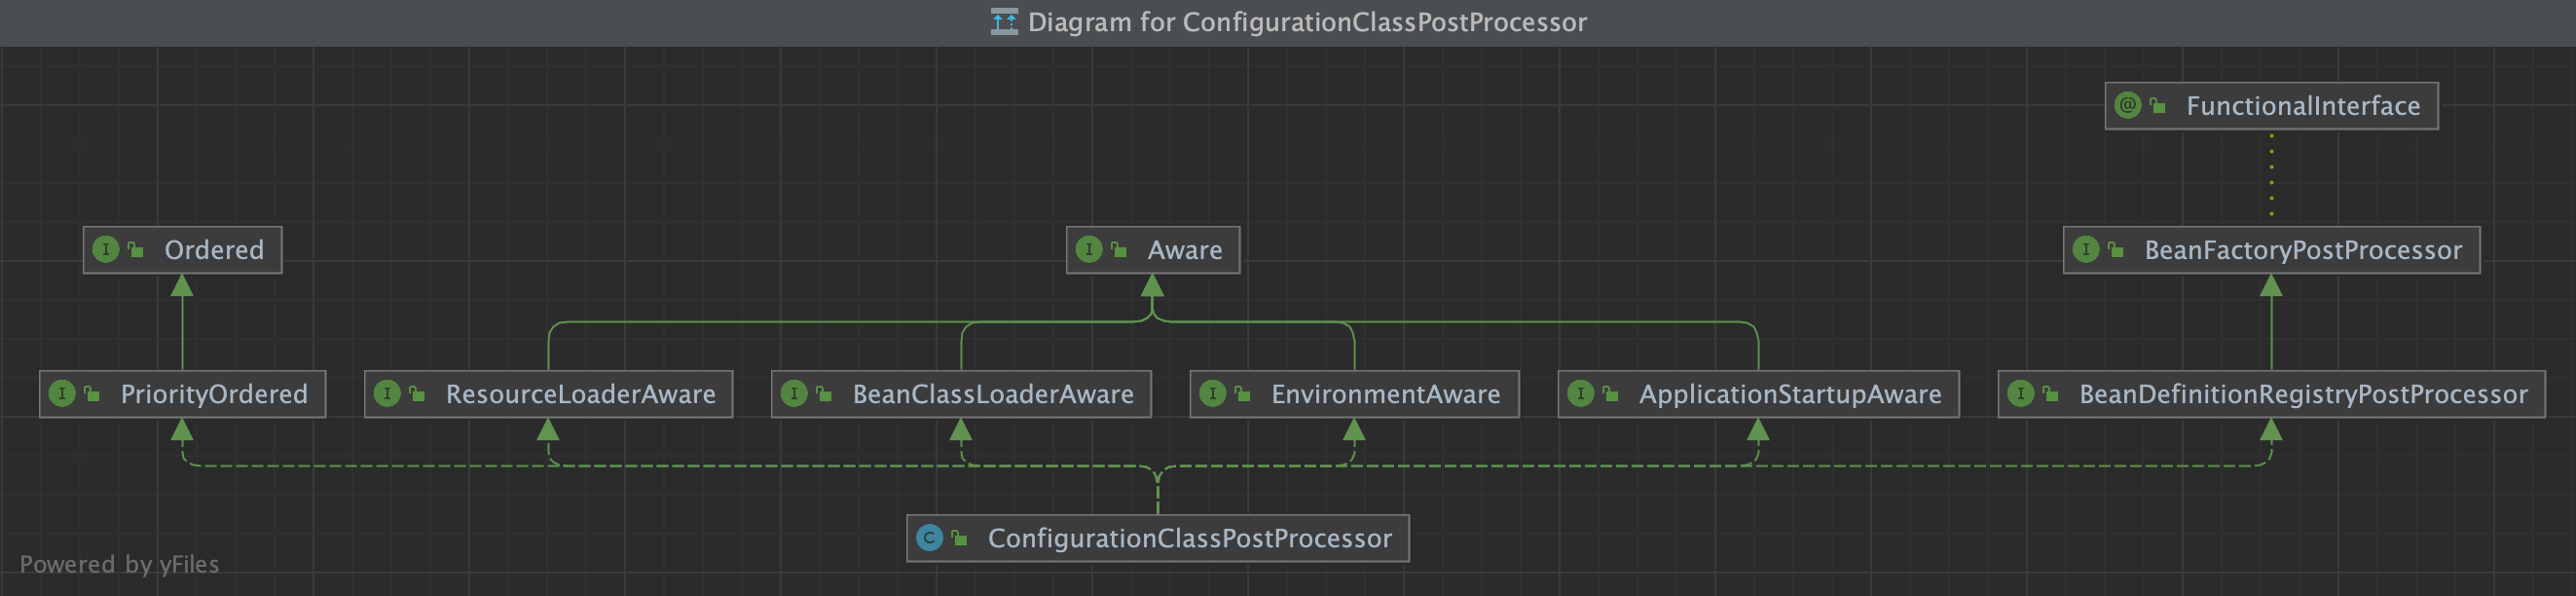 Diagram for ConfigurationClassPostProcessor
FunctionalInterface
Ordered
Aware
BeanFactoryPostProcessor
PriorityOrdered
ResourceLoaderAware
BeanClassLoaderAware
EnvironmentAware
ApplicationStartupAware
BeanDefinitionRegistryPostProcessor
ConfigurationClassPostProcessor
Powered by yFiles